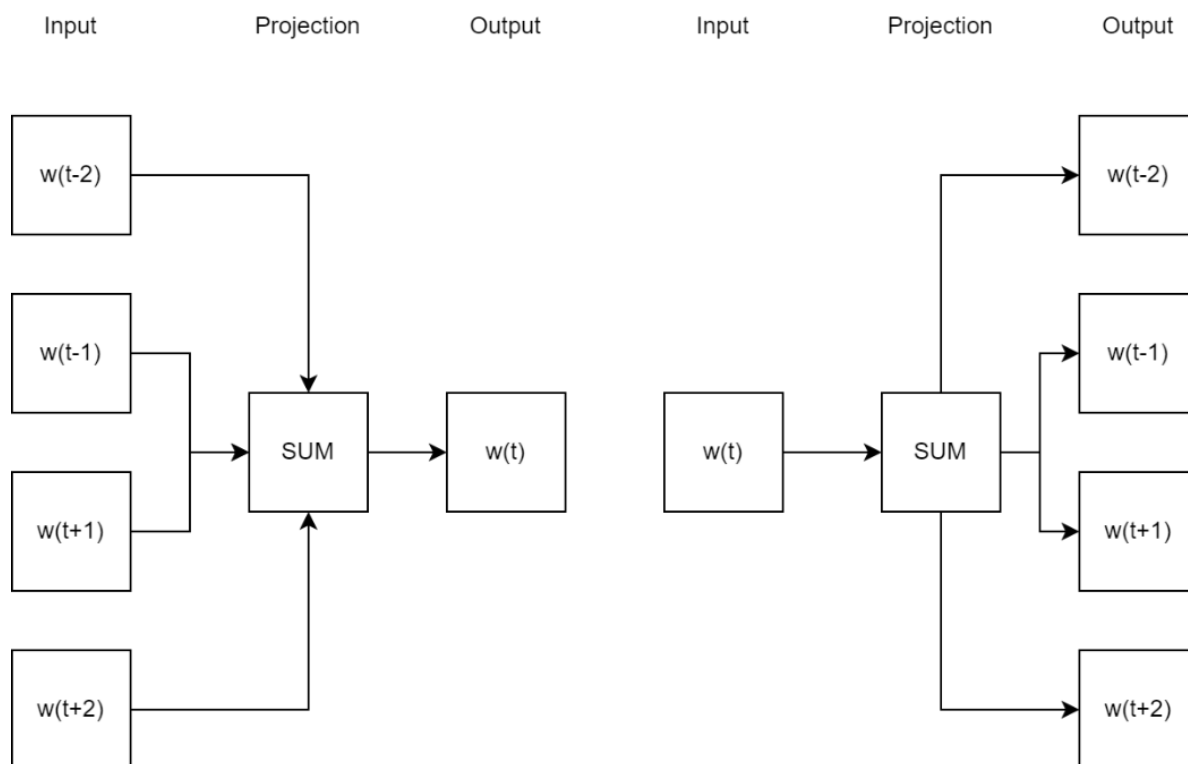 Input Projection Output Input Projection Output
w(t-2) w(t-2)
w(t-1) w(t-1)
SUM w(t) w(t) SUM
w(t+1) w(t+1)
w(t+2) w(t+2)